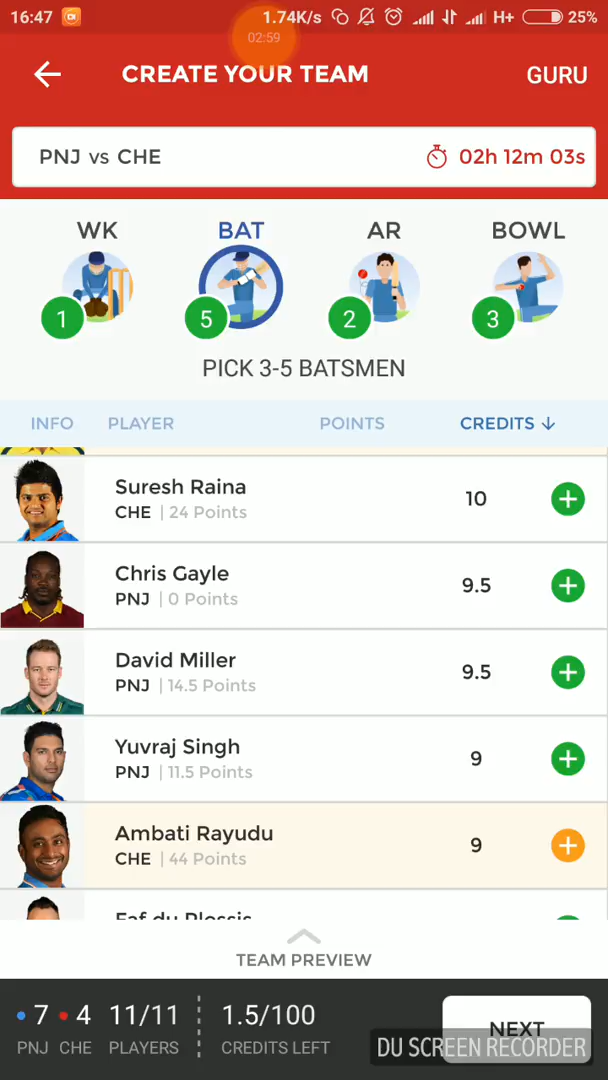 16:47 1.74K/s H+ 25%
02:59
CREATE YOUR TEAM GURU
PNJ vs CHE 02h 12m 03s
WK BAT AR BOWL
1 5 2 3
PICK 3-5 BATSMEN
INFO PLAYER POINTS CREDITS ↓
Suresh Raina
CHE | 24 Points
10
Chris Gayle
PNJ | 0 Points
9.5
David Miller
PNJ | 14.5 Points
9.5
Yuvraj Singh
PNJ | 11.5 Points
9
Ambati Rayudu
CHE | 44 Points
9
Faf du Plessis
TEAM PREVIEW
7 4 11/11 1.5/100 NEXT
PNJ CHE PLAYERS CREDITS LEFT
DU SCREEN RECORDER